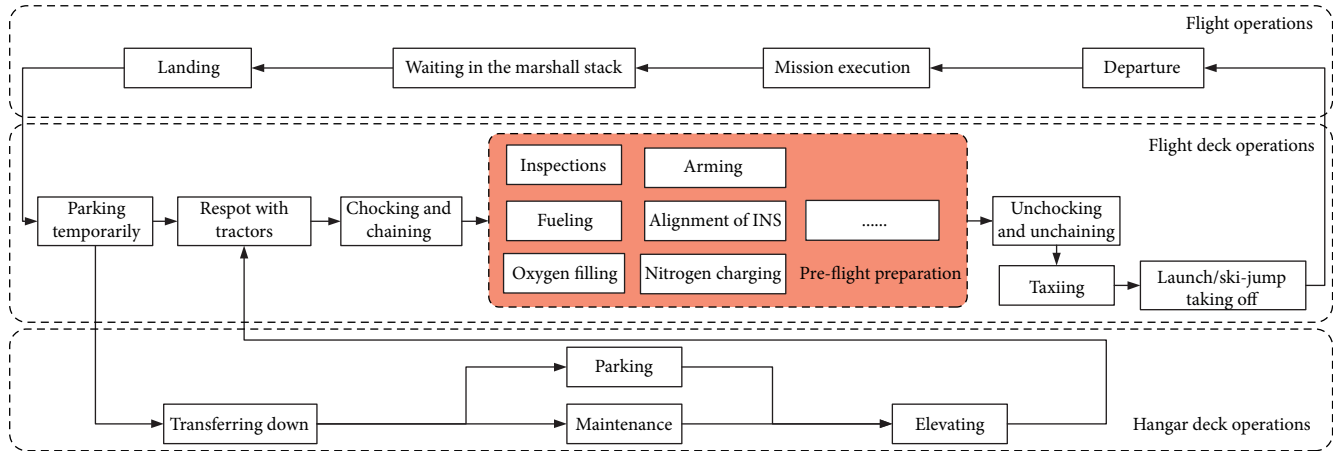 Flight operations
Landing
Waiting in the marshall stack
Mission execution
Departure
Flight deck operations
Parking
temporarily
Respot with
tractors
Chocking and
chaining
Inspections
Arming
Fueling
Alignment of INS
......
Oxygen filling
Nitrogen charging
Pre-flight preparation
Unchocking
and unchaining
Taxiing
Launch/ski-jump
taking off
Parking
Transferring down
Maintenance
Elevating
Hangar deck operations